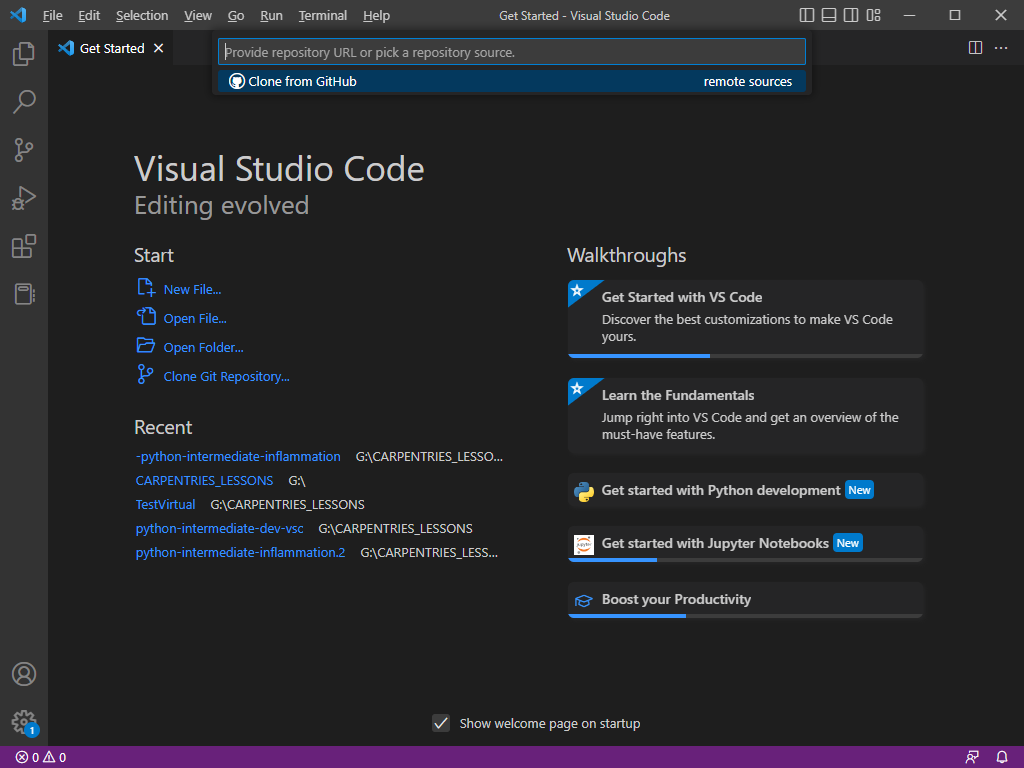 File Edit Selection View Go Run Terminal Help Get Started - Visual Studio Code
Get Started
Provide repository URL or pick a repository source.
Clone from GitHub remote sources
Visual Studio Code
Editing evolved
Start
New File...
Open File...
Open Folder...
Clone Git Repository...
Recent
-python-intermediate-inflammation G:\CARPENTRIES_LESSO...
CARPENTRIES_LESSONS G:\
TestVirtual G:\CARPENTRIES_LESSONS
python-intermediate-dev-vsc G:\CARPENTRIES_LESSONS
python-intermediate-inflammation.2 G:\CARPENTRIES_LESS...
Walkthroughs
Get Started with VS Code
Discover the best customizations to make VS Code
yours.
Learn the Fundamentals
Jump right into VS Code and get an overview of the
must-have features.
Get started with Python development New
jupyter
Get started with Jupyter Notebooks New
Boost your Productivity
Show welcome page on startup
1
0 0